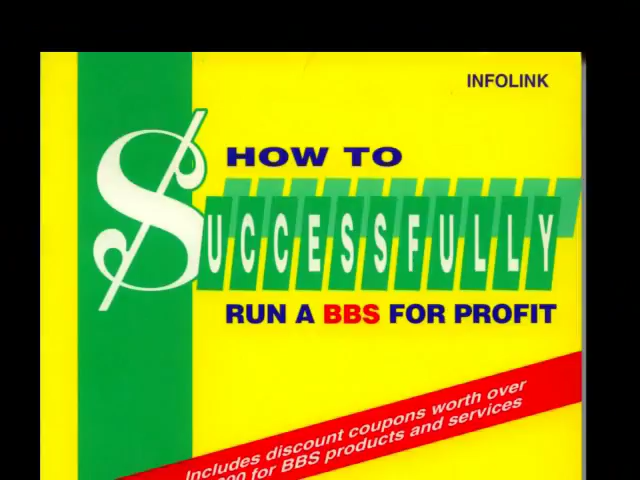 INFOLINK
HOW TO
$UCCESSFULLY
RUN A BBS FOR PROFIT
Includes discount coupons worth over
for BBS products and services